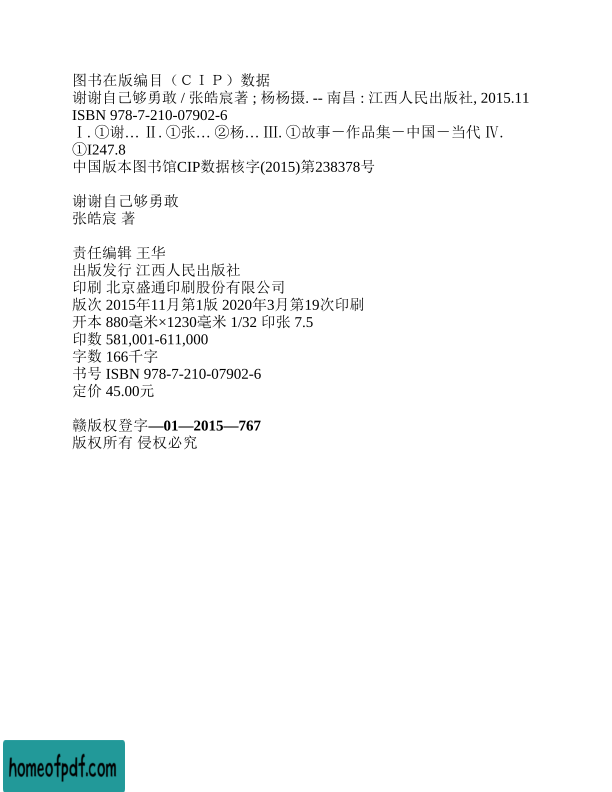 图书在版编目（ＣＩＰ）数据
谢谢自己够勇敢 / 张皓宸著 ; 杨杨摄. -- 南昌 : 江西人民出版社, 2015.11
ISBN 978-7-210-07902-6
Ⅰ. ①谢… Ⅱ. ①张… ②杨… Ⅲ. ①故事－作品集－中国－当代 Ⅳ.
①I247.8
中国版本图书馆CIP数据核字(2015)第238378号
谢谢自己够勇敢
张皓宸 著
责任编辑 王华
出版发行 江西人民出版社
印刷 北京盛通印刷股份有限公司
版次 2015年11月第1版 2020年3月第19次印刷
开本 880毫米×1230毫米 1/32 印张 7.5
印数 581,001-611,000
字数 166千字
书号 ISBN 978-7-210-07902-6
定价 45.00元
赣版权登字—01—2015—767
版权所有 侵权必究
homeofpdf.com